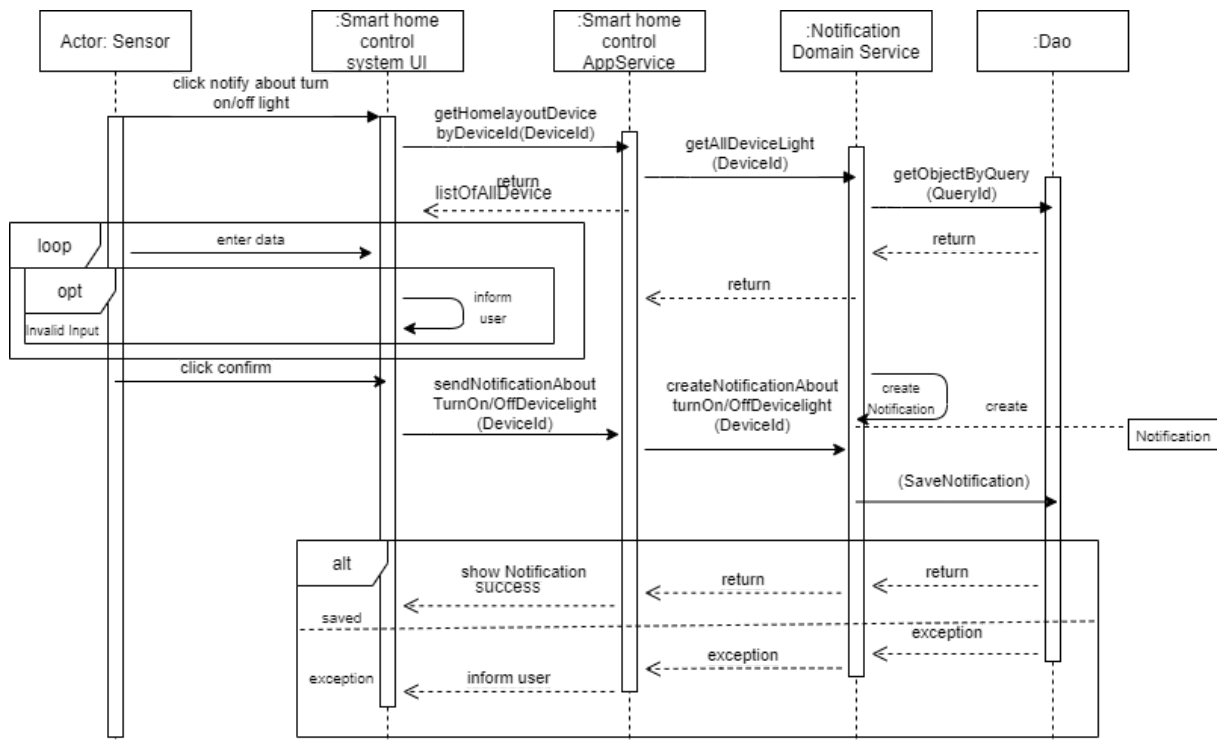 Actor: Sensor
:Smart home
control
system UI
:Smart home
control
AppService
:Notification
Domain Service
:Dao
click notify about turn
on/off light
getHomelayoutDevice
byDeviceId(DeviceId)
getAllDeviceLight
(DeviceId)
getObjectByQuery
(QueryId)
return
listOfAllDevice
loop
enter data
return
opt
Invalid Input
inform
user
return
click confirm
sendNotificationAbout
TurnOn/OffDevicelight
(DeviceId)
createNotificationAbout
turnOn/OffDevicelight
(DeviceId)
create
Notification
create
Notification
(SaveNotification)
alt
show Notification
success
return
return
saved
exception
exception
exception
inform user